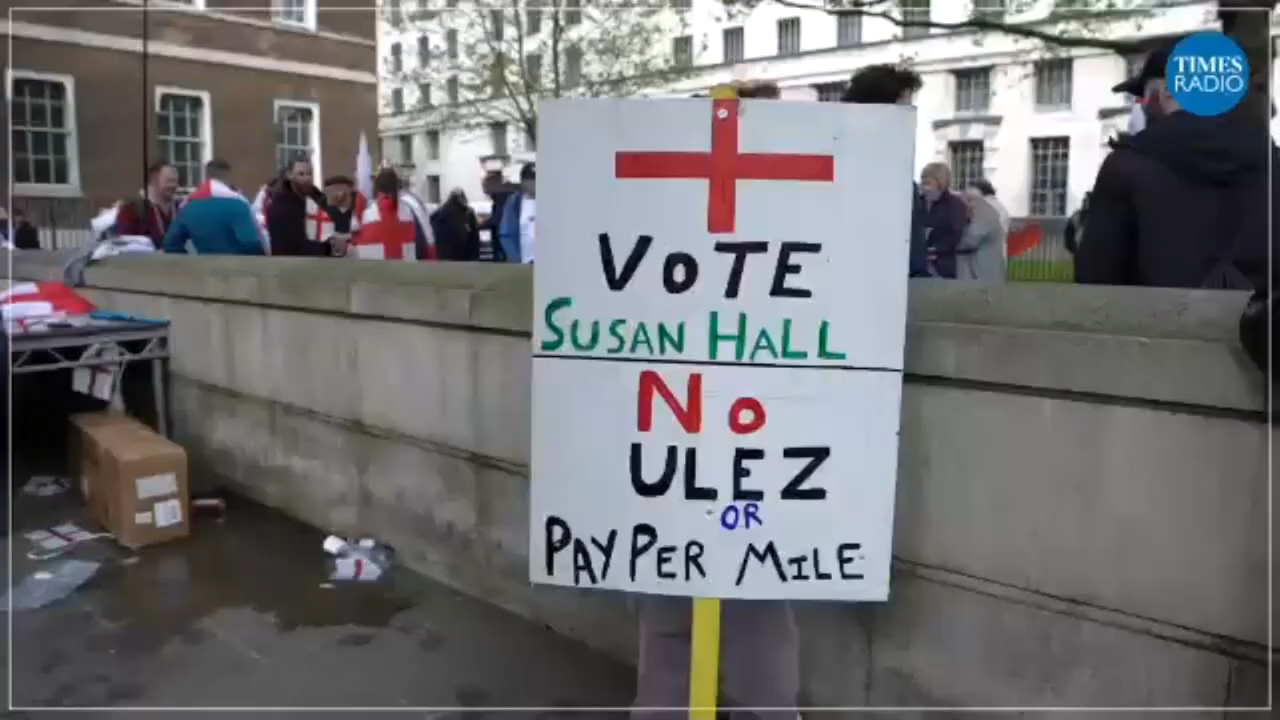 TIMES
RADIO
VOTE
SUSAN HALL
NO
ULEZ
OR
PAY PER MILE